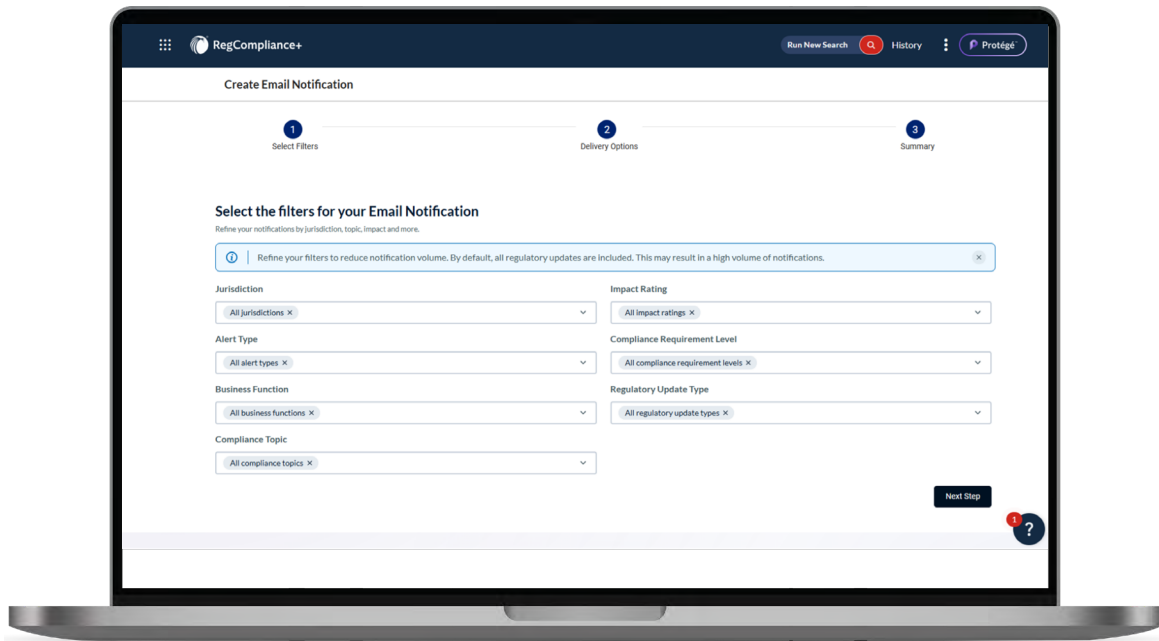 RegCompliance+
Run New Search
History
Protégé™
Create Email Notification
1
2
3
Select Filters
Delivery Options
Summary
Select the filters for your Email Notification
Refine your notifications by jurisdiction, topic, impact and more.
Refine your filters to reduce notification volume. By default, all regulatory updates are included. This may result in a high volume of notifications.
Jurisdiction
Impact Rating
All jurisdictions ×
All impact ratings ×
Alert Type
Compliance Requirement Level
All alert types ×
All compliance requirement levels ×
Business Function
Regulatory Update Type
All business functions ×
All regulatory update types ×
Compliance Topic
All compliance topics ×
Next Step
1
?